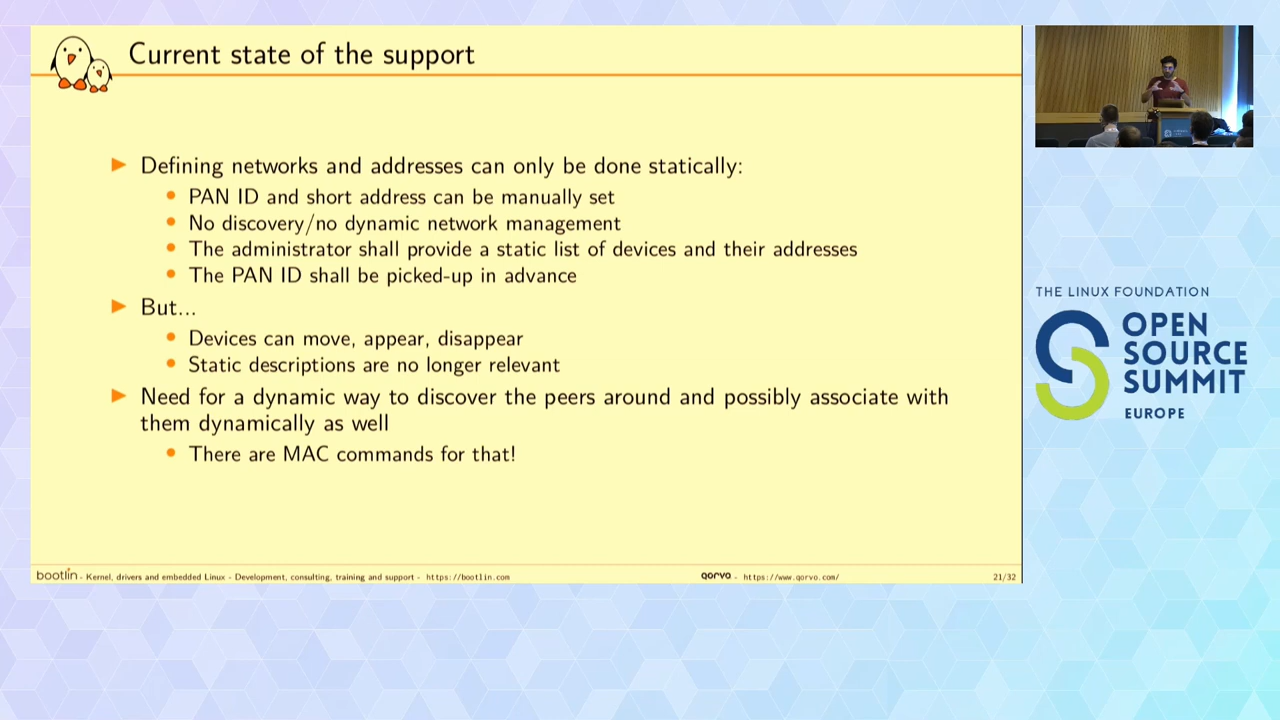 Current state of the support
Defining networks and addresses can only be done statically:
PAN ID and short address can be manually set
No discovery/no dynamic network management
The administrator shall provide a static list of devices and their addresses
The PAN ID shall be picked-up in advance
But...
Devices can move, appear, disappear
Static descriptions are no longer relevant
Need for a dynamic way to discover the peers around and possibly associate with
them dynamically as well
There are MAC commands for that!
bootlin - Kernel, drivers and embedded Linux - Development, consulting, training and support - https://bootlin.com
qorvo - https://www.qorvo.com/
21/32
THE LINUX FOUNDATION
OPEN
SOURCE
SUMMIT
EUROPE